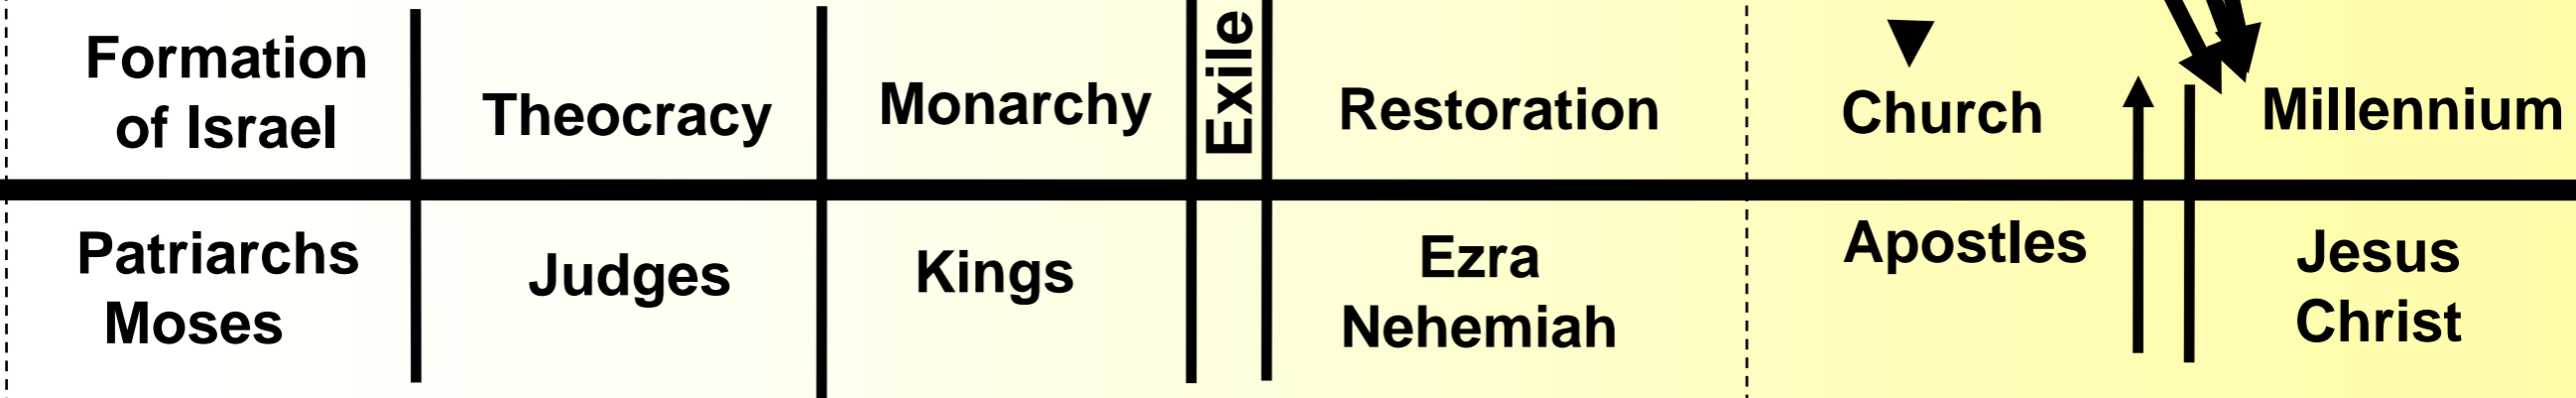 Formation
of Israel
Theocracy
Monarchy
Exile
Restoration
Church
Millennium
Patriarchs
Moses
Judges
Kings
Ezra
Nehemiah
Apostles
Jesus
Christ